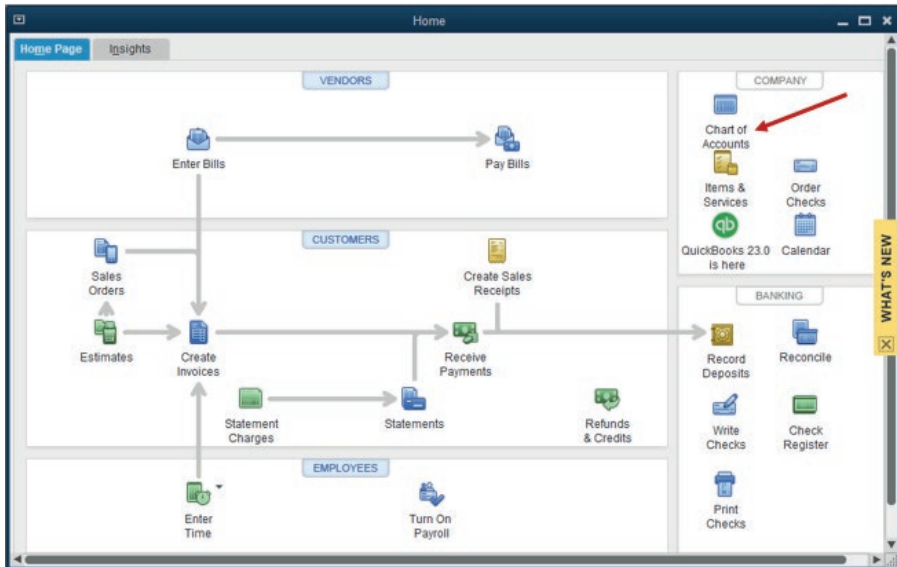 Home
Home Page
Insights
VENDORS
Enter Bills
Pay Bills
CUSTOMERS
Sales
Orders
Create Sales
Receipts
Estimates
Create
Invoices
Receive
Payments
Statement
Charges
Statements
Refunds
& Credits
EMPLOYEES
Enter
Time
Turn On
Payroll
COMPANY
Chart of
Accounts
Items &
Services
Order
Checks
qb
QuickBooks 23.0
is here
Calendar
BANKING
Record
Deposits
Reconcile
Write
Checks
Check
Register
Print
Checks
WHAT'S NEW